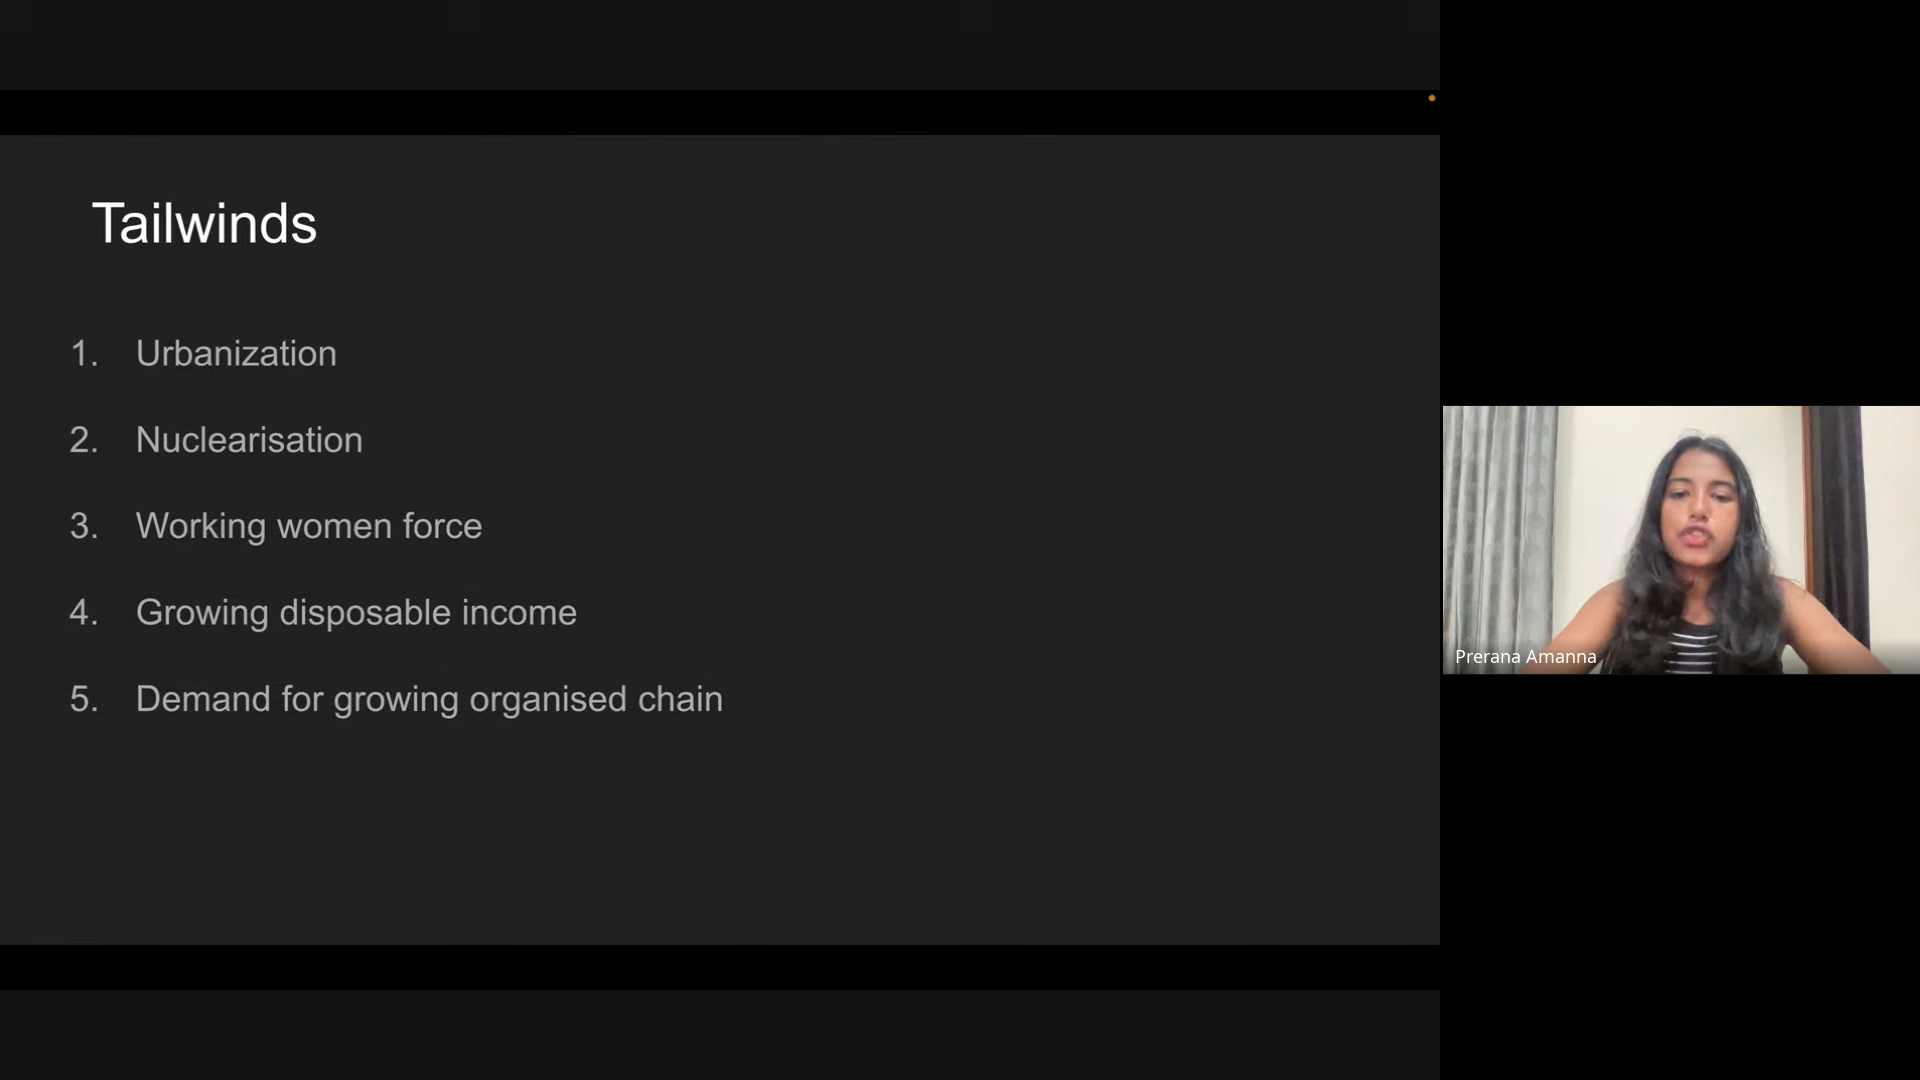 Tailwinds
1. Urbanization
2. Nuclearisation
3. Working women force
4. Growing disposable income
5. Demand for growing organised chain
Prerana Amanna